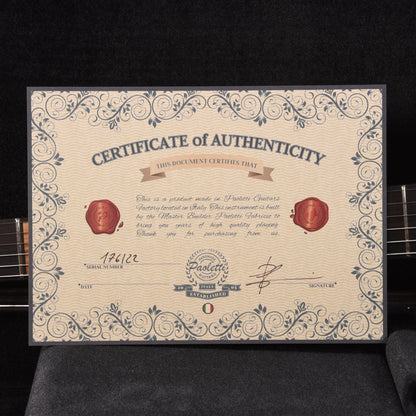 CERTIFICATE of AUTHENTICITY
THIS DOCUMENT CERTIFIES THAT
This is a product made in Paoletti Guitars
Factory located in Italy. This instrument is built
by the Master Builder Paoletti Fabrizio to
bring you years of high quality playing.
Thank you for purchasing from us.
176/22
SERIAL NUMBER
Paoletti
GUITARS
ITALY
ESTABLISHED
DATE
SIGNATURE